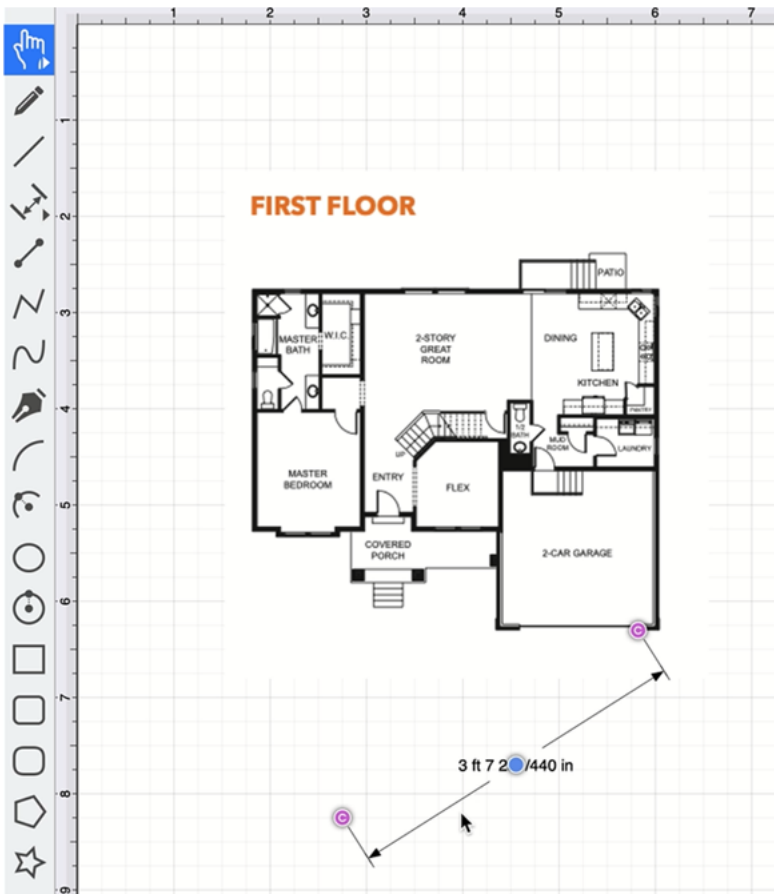 1 2 3 4 5 6 7
1
2
FIRST FLOOR
PATIO
3
MASTER
BATH
W.I.C.
2-STORY
GREAT
ROOM
DINING
KITCHEN
4
PANTRY
1/2
BATH
MUD
ROOM
LAUNDRY
UP
MASTER
BEDROOM
ENTRY
FLEX
5
COVERED
PORCH
2-CAR GARAGE
6
C
7
3 ft 7 2 /440 in
8
C
9